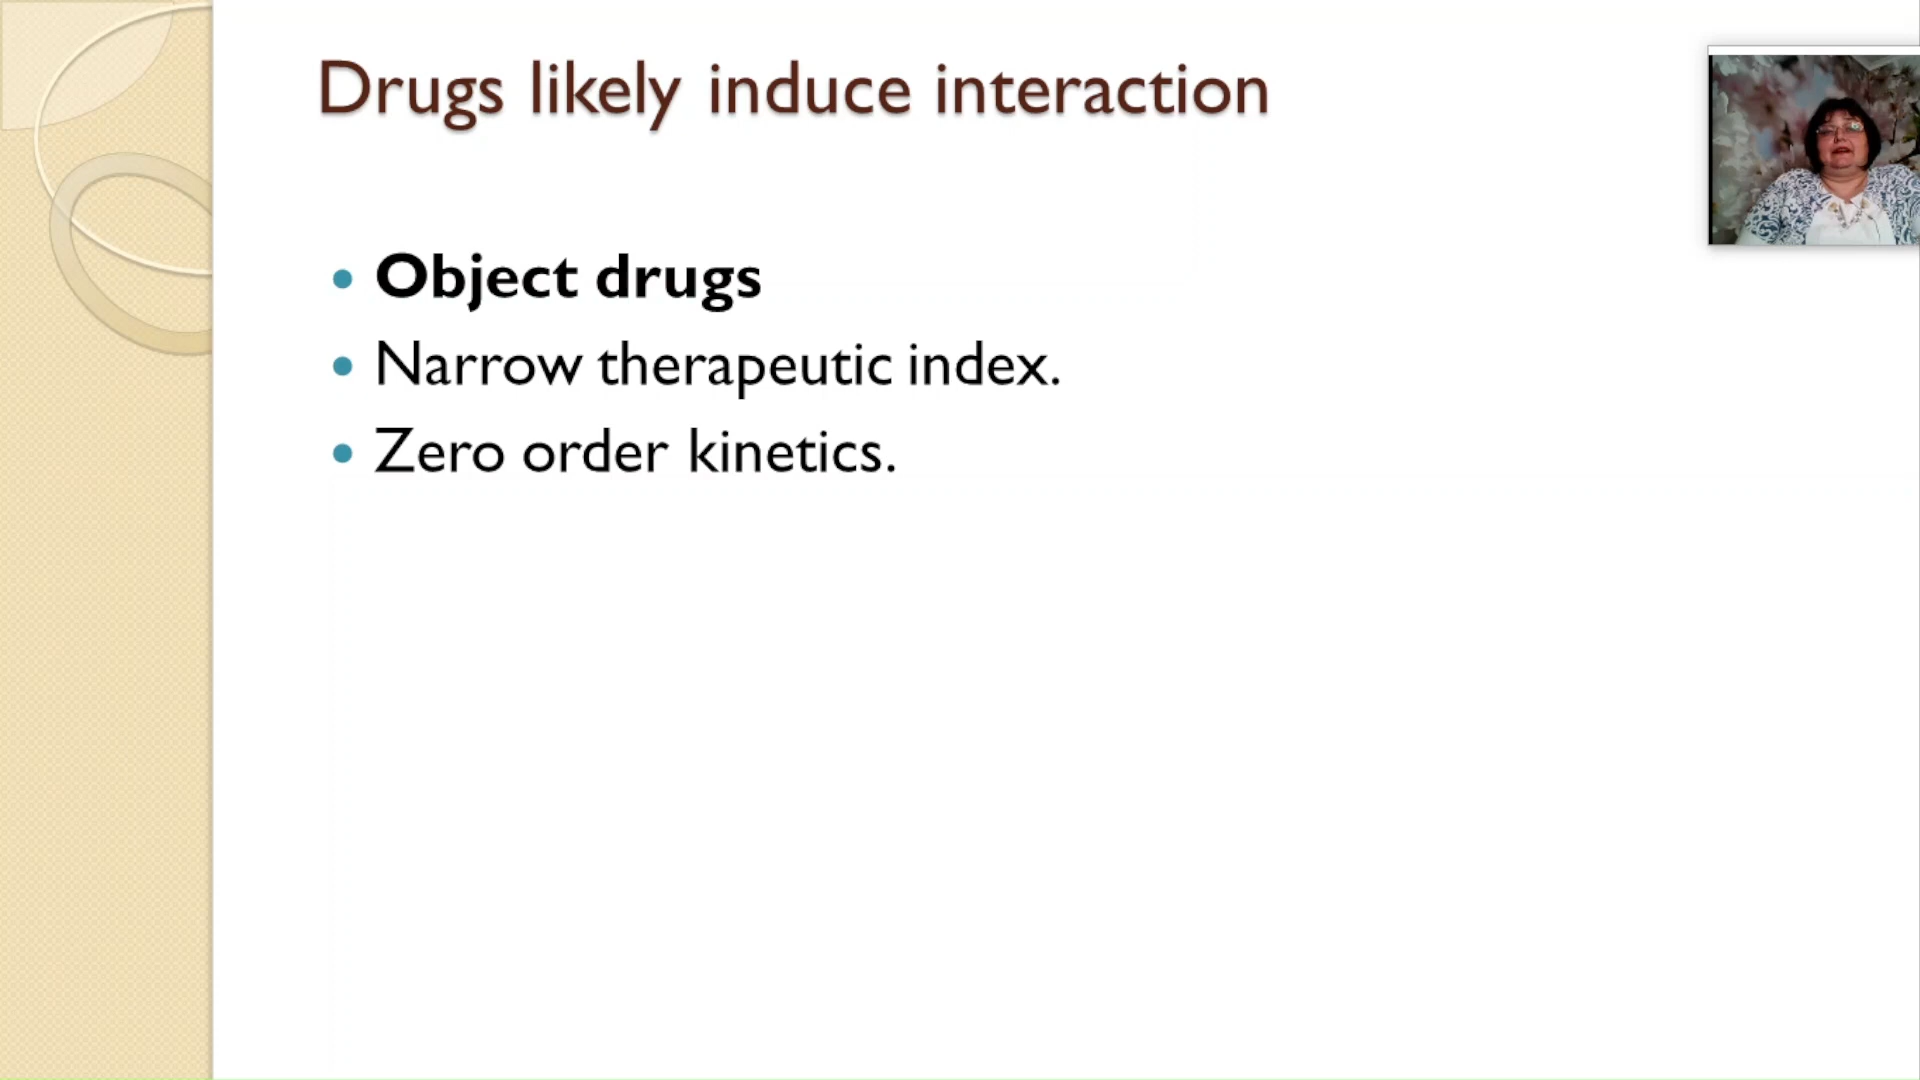 Drugs likely induce interaction
Object drugs
Narrow therapeutic index.
Zero order kinetics.